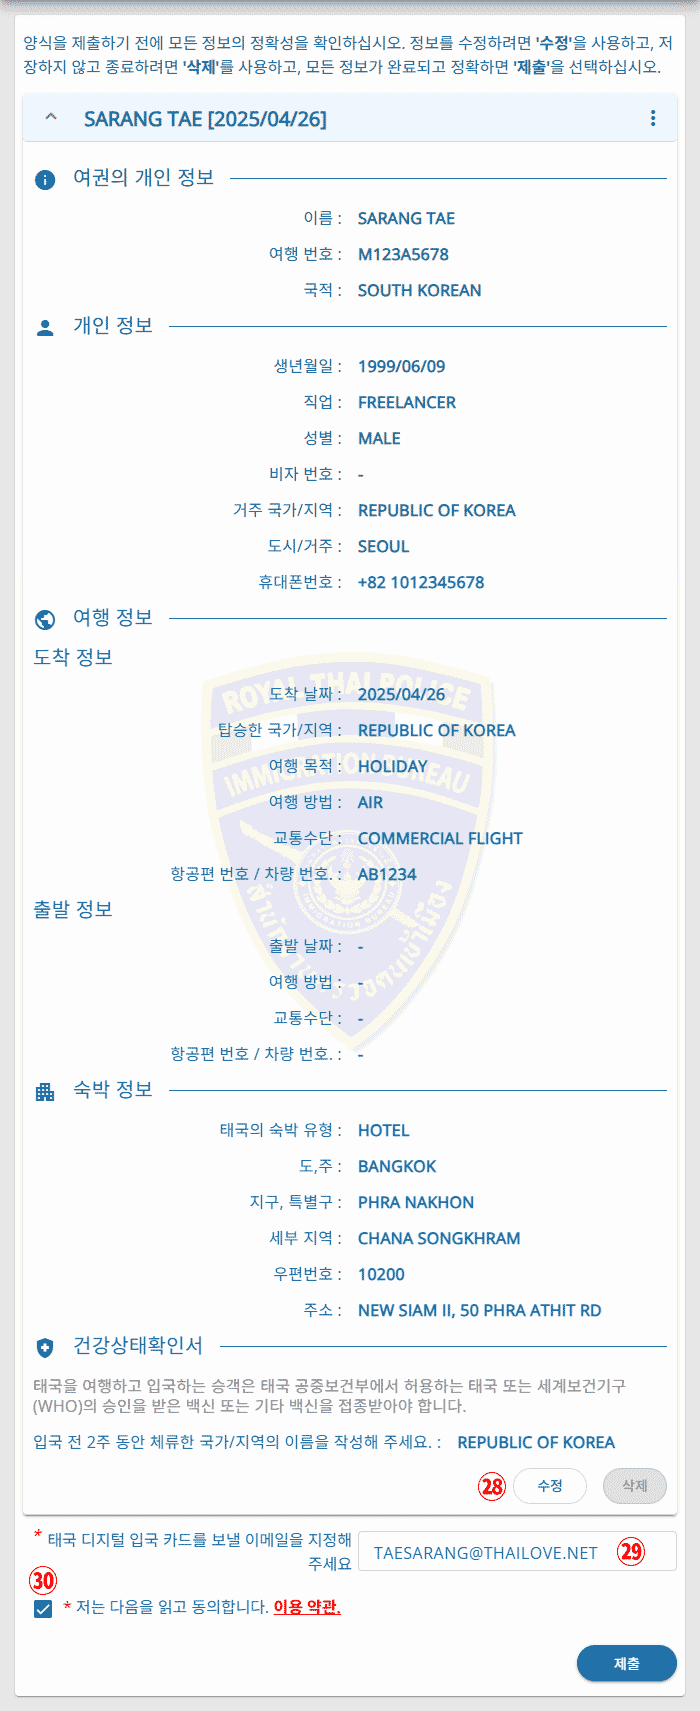 양식을 제출하기 전에 모든 정보의 정확성을 확인하십시오. 정보를 수정하려면 '수정'을 사용하고, 저
장하지 않고 종료하려면 '삭제'를 사용하고, 모든 정보가 완료되고 정확하면 '제출'을 선택하십시오.
SARANG TAE [2025/04/26]
여권의 개인 정보
이름 : SARANG TAE
여행 번호 : M123A5678
국적 : SOUTH KOREAN
개인 정보
생년월일 : 1999/06/09
직업 : FREELANCER
성별 : MALE
비자 번호 : -
거주 국가/지역 : REPUBLIC OF KOREA
도시/거주 : SEOUL
휴대폰번호 : +82 1012345678
여행 정보
도착 정보
ROYAL THAI POLICE
도착 날짜 : 2025/04/26
탑승한 국가/지역 : REPUBLIC OF KOREA
IMMIGRATION BUREAU
여행 목적 : HOLIDAY
여행 방법 : AIR
교통수단 : COMMERCIAL FLIGHT
항공편 번호 / 차량 번호. : AB1234
출발 정보
출발 날짜 : -
여행 방법 : -
교통수단 : -
항공편 번호 / 차량 번호. : -
숙박 정보
태국의 숙박 유형 : HOTEL
도,주 : BANGKOK
지구, 특별구 : PHRA NAKHON
세부 지역 : CHANA SONGKHRAM
우편번호 : 10200
주소 : NEW SIAM II, 50 PHRA ATHIT RD
건강상태확인서
태국을 여행하고 입국하는 승객은 태국 공중보건부에서 허용하는 태국 또는 세계보건기구
(WHO)의 승인을 받은 백신 또는 기타 백신을 접종받아야 합니다.
입국 전 2주 동안 체류한 국가/지역의 이름을 작성해 주세요. : REPUBLIC OF KOREA
28 수정 삭제
* 태국 디지털 입국 카드를 보낼 이메일을 지정해
주세요
TAESARANG@THAILOVE.NET 29
30
* 저는 다음을 읽고 동의합니다. 이용 약관.
제출